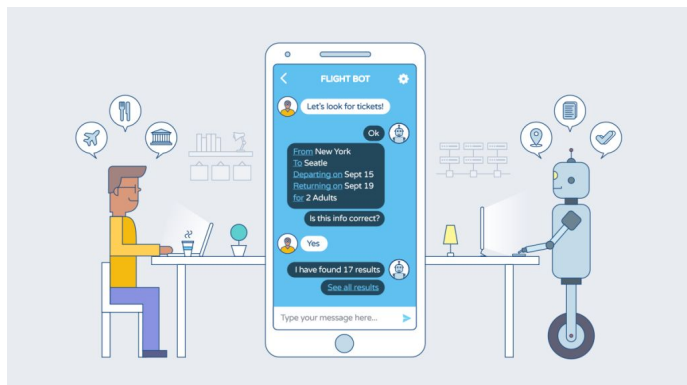 FLIGHT BOT
Let's look for tickets!
Ok
From New York
To Seatle
Departing on Sept 15
Returning on Sept 19
for 2 Adults
Is this info correct?
Yes
I have found 17 results
See all results
Type your message here...